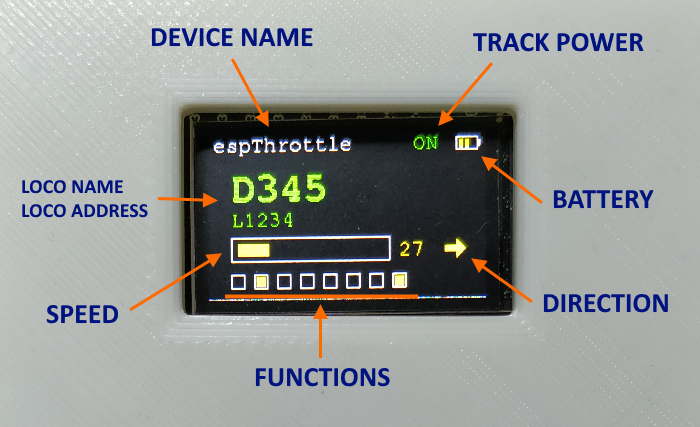 DEVICE NAME
TRACK POWER
espThrottle ON
LOCO NAME
LOCO ADDRESS
D345
L1234
BATTERY
27
SPEED
DIRECTION
FUNCTIONS